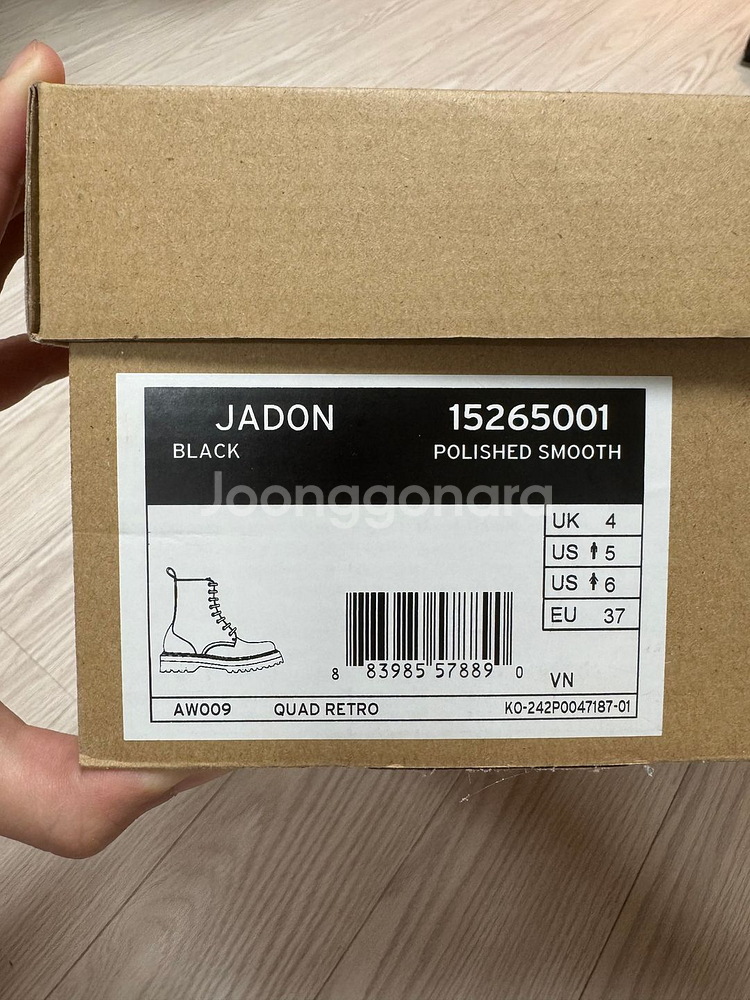 JADON 15265001
BLACK POLISHED SMOOTH
Joonggonara
UK 4
US 5
US 6
EU 37
8 83985 57889 0
VN
AW009 QUAD RETRO K0-242P0047187-01